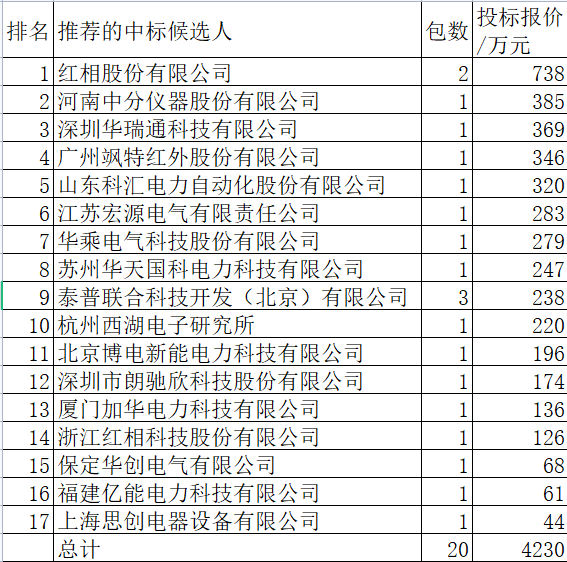 排名 推荐的中标候选人 包数 投标报价/万元
1 红相股份有限公司 2 738
2 河南中分仪器股份有限公司 1 385
3 深圳华瑞通科技有限公司 1 369
4 广州飒特红外股份有限公司 1 346
5 山东科汇电力自动化股份有限公司 1 320
6 江苏宏源电气有限责任公司 1 283
7 华乘电气科技股份有限公司 1 279
8 苏州华天国科电力科技有限公司 1 247
9 泰普联合科技开发（北京）有限公司 3 238
10 杭州西湖电子研究所 1 220
11 北京博电新能电力科技有限公司 1 196
12 深圳市朗驰欣科技股份有限公司 1 174
13 厦门加华电力科技有限公司 1 136
14 浙江红相科技股份有限公司 1 126
15 保定华创电气有限公司 1 68
16 福建亿能电力科技有限公司 1 61
17 上海思创电器设备有限公司 1 44
总计 20 4230